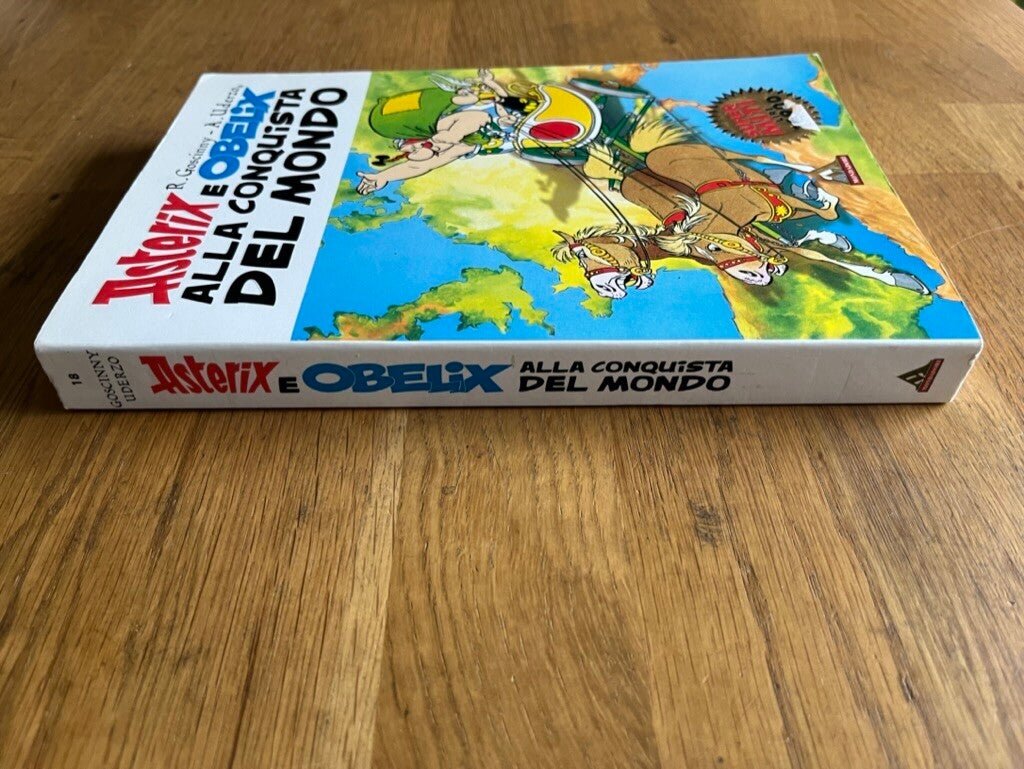 R. Goscinny - A. Uderzo
Asterix
E OBELIX
ALLA CONQUISTA
DEL MONDO
18
GOSCINNY
UDERZO
Asterix E OBELIX
ALLA CONQUISTA
DEL MONDO